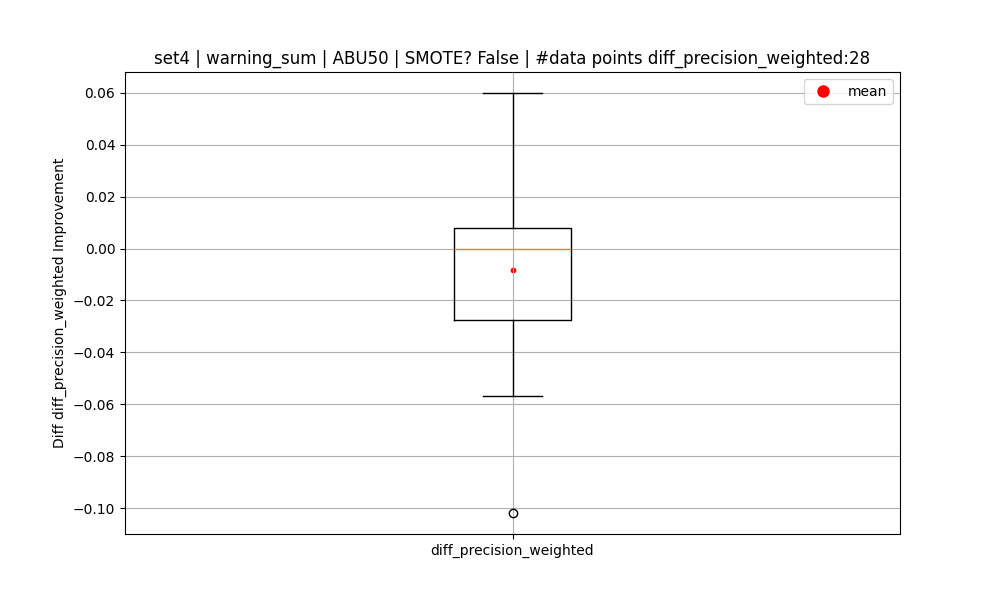 set4 | warning_sum | ABU50 | SMOTE? False | #data points diff_precision_weighted:28
mean
0.06
0.04
0.02
0.00
−0.02
−0.04
−0.06
−0.08
−0.10
Diff diff_precision_weighted Improvement
diff_precision_weighted